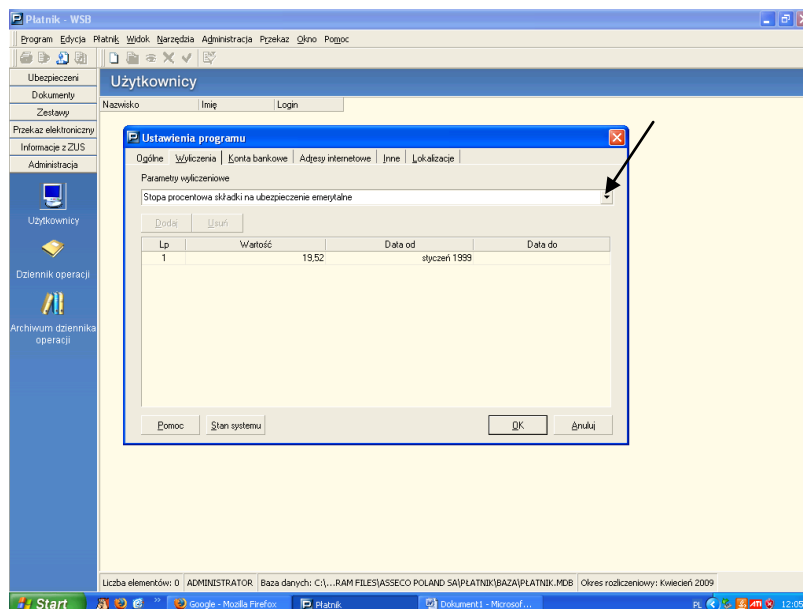 Płatnik - WSB
Program Edycja Płatnik Widok Narzędzia Administracja Przekaz Okno Pomoc
Ubezpieczeni
Dokumenty
Zestawy
Przekaz elektroniczny
Informacje z ZUS
Administracja
Użytkownicy
Dziennik operacji
Archiwum dziennika
operacji
Użytkownicy
Nazwisko Imię Login
Ustawienia programu
Ogólne Wyliczenia Konta bankowe Adresy internetowe Inne Lokalizacje
Parametry wyliczeniowe
Stopa procentowa składki na ubezpieczenie emerytalne
Dodaj Usuń
Lp Wartość Data od Data do
1 19,52 styczeń 1999
Pomoc Stan systemu OK Anuluj
Liczba elementów: 0 ADMINISTRATOR Baza danych: C:\...RAM FILES\ASSECO POLAND SA\PŁATNIK\BAZA\PŁATNIK.MDB Okres rozliczeniowy: Kwiecień 2009
Start Google - Mozilla Firefox Płatnik Dokument1 - Microsof... PL 12:05